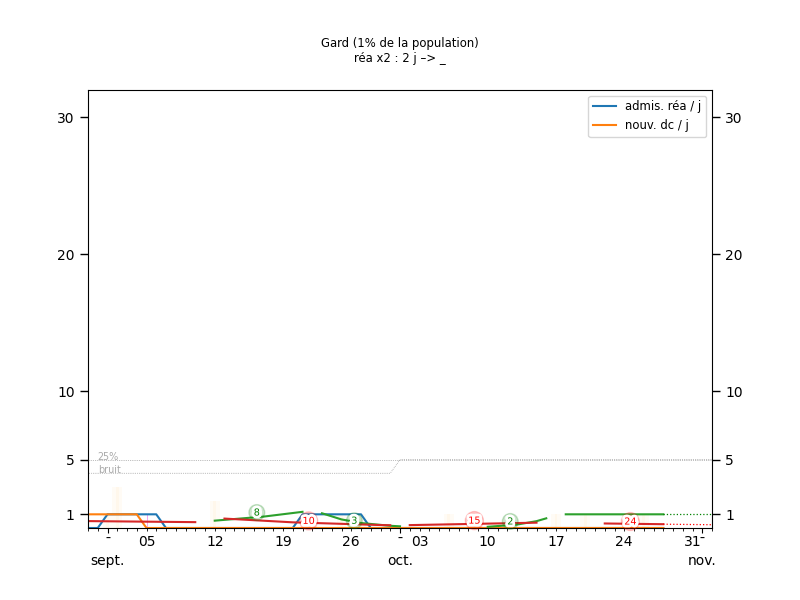 Gard (1% de la population)
réa x2 : 2 j –> _
admis. réa / j
nouv. dc / j
30 30
20 20
10 10
5 5
1 1
25%
bruit
8 10 3 15 2 24
- 05 12 19 26 - 03 10 17 24 31-
sept. oct. nov.